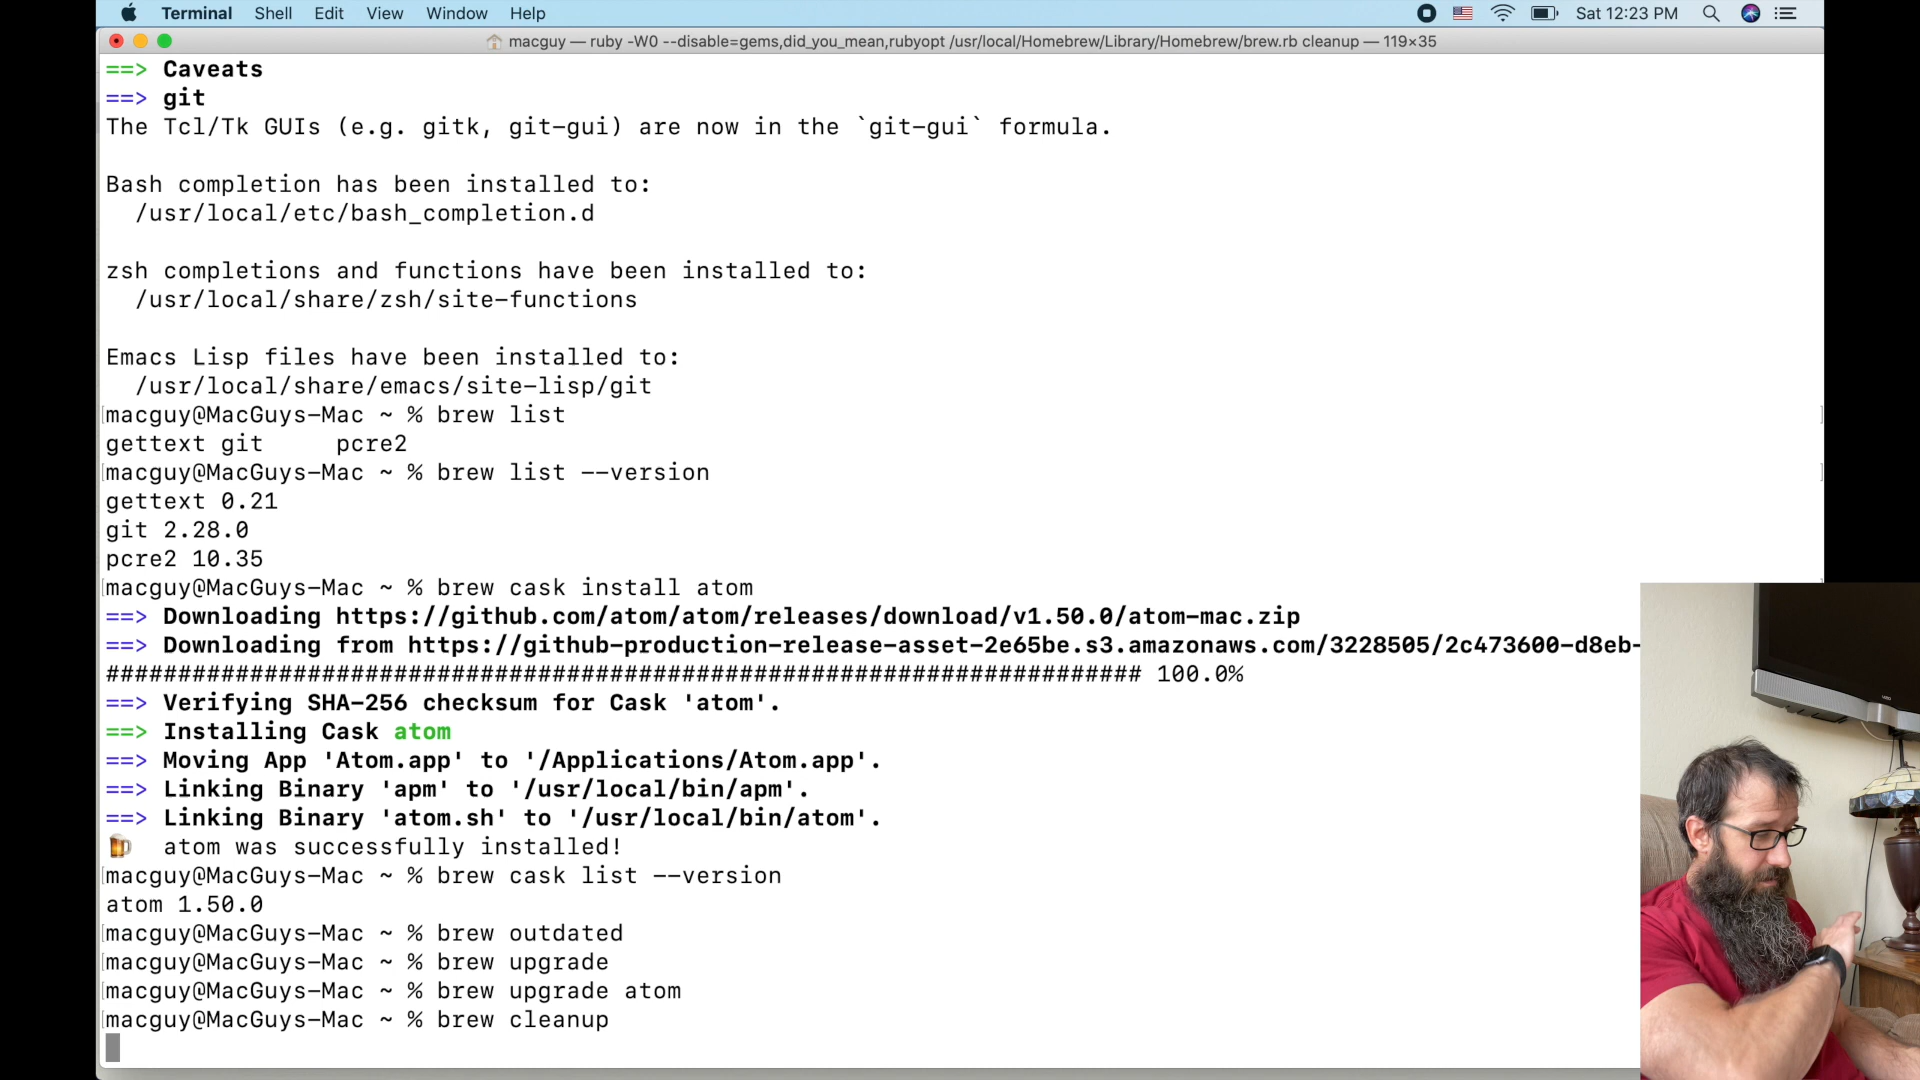 Terminal Shell Edit View Window Help Sat 12:23 PM
macguy — ruby -W0 --disable=gems,did_you_mean,rubyopt /usr/local/Homebrew/Library/Homebrew/brew.rb cleanup — 119×35
==> Caveats
==> git
The Tcl/Tk GUIs (e.g. gitk, git-gui) are now in the `git-gui` formula.
Bash completion has been installed to:
/usr/local/etc/bash_completion.d
zsh completions and functions have been installed to:
/usr/local/share/zsh/site-functions
Emacs Lisp files have been installed to:
/usr/local/share/emacs/site-lisp/git
macguy@MacGuys-Mac ~ % brew list
gettext git pcre2
macguy@MacGuys-Mac ~ % brew list --version
gettext 0.21
git 2.28.0
pcre2 10.35
macguy@MacGuys-Mac ~ % brew cask install atom
==> Downloading https://github.com/atom/atom/releases/download/v1.50.0/atom-mac.zip
==> Downloading from https://github-production-release-asset-2e65be.s3.amazonaws.com/3228505/2c473600-d8eb-
######################################################################## 100.0%
==> Verifying SHA-256 checksum for Cask 'atom'.
==> Installing Cask atom
==> Moving App 'Atom.app' to '/Applications/Atom.app'.
==> Linking Binary 'apm' to '/usr/local/bin/apm'.
==> Linking Binary 'atom.sh' to '/usr/local/bin/atom'.
🍺 atom was successfully installed!
macguy@MacGuys-Mac ~ % brew cask list --version
atom 1.50.0
macguy@MacGuys-Mac ~ % brew outdated
macguy@MacGuys-Mac ~ % brew upgrade
macguy@MacGuys-Mac ~ % brew upgrade atom
macguy@MacGuys-Mac ~ % brew cleanup